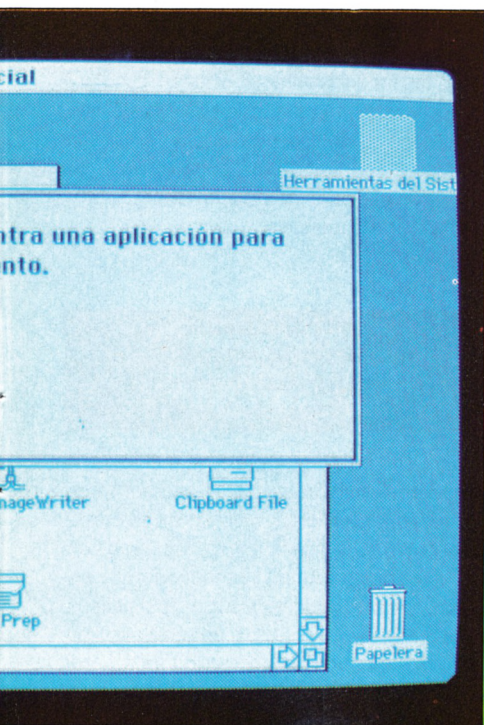 cial
Herramientas del Sist
ntra una aplicación para
nto.
nageWriter
Clipboard File
Prep
Papelera